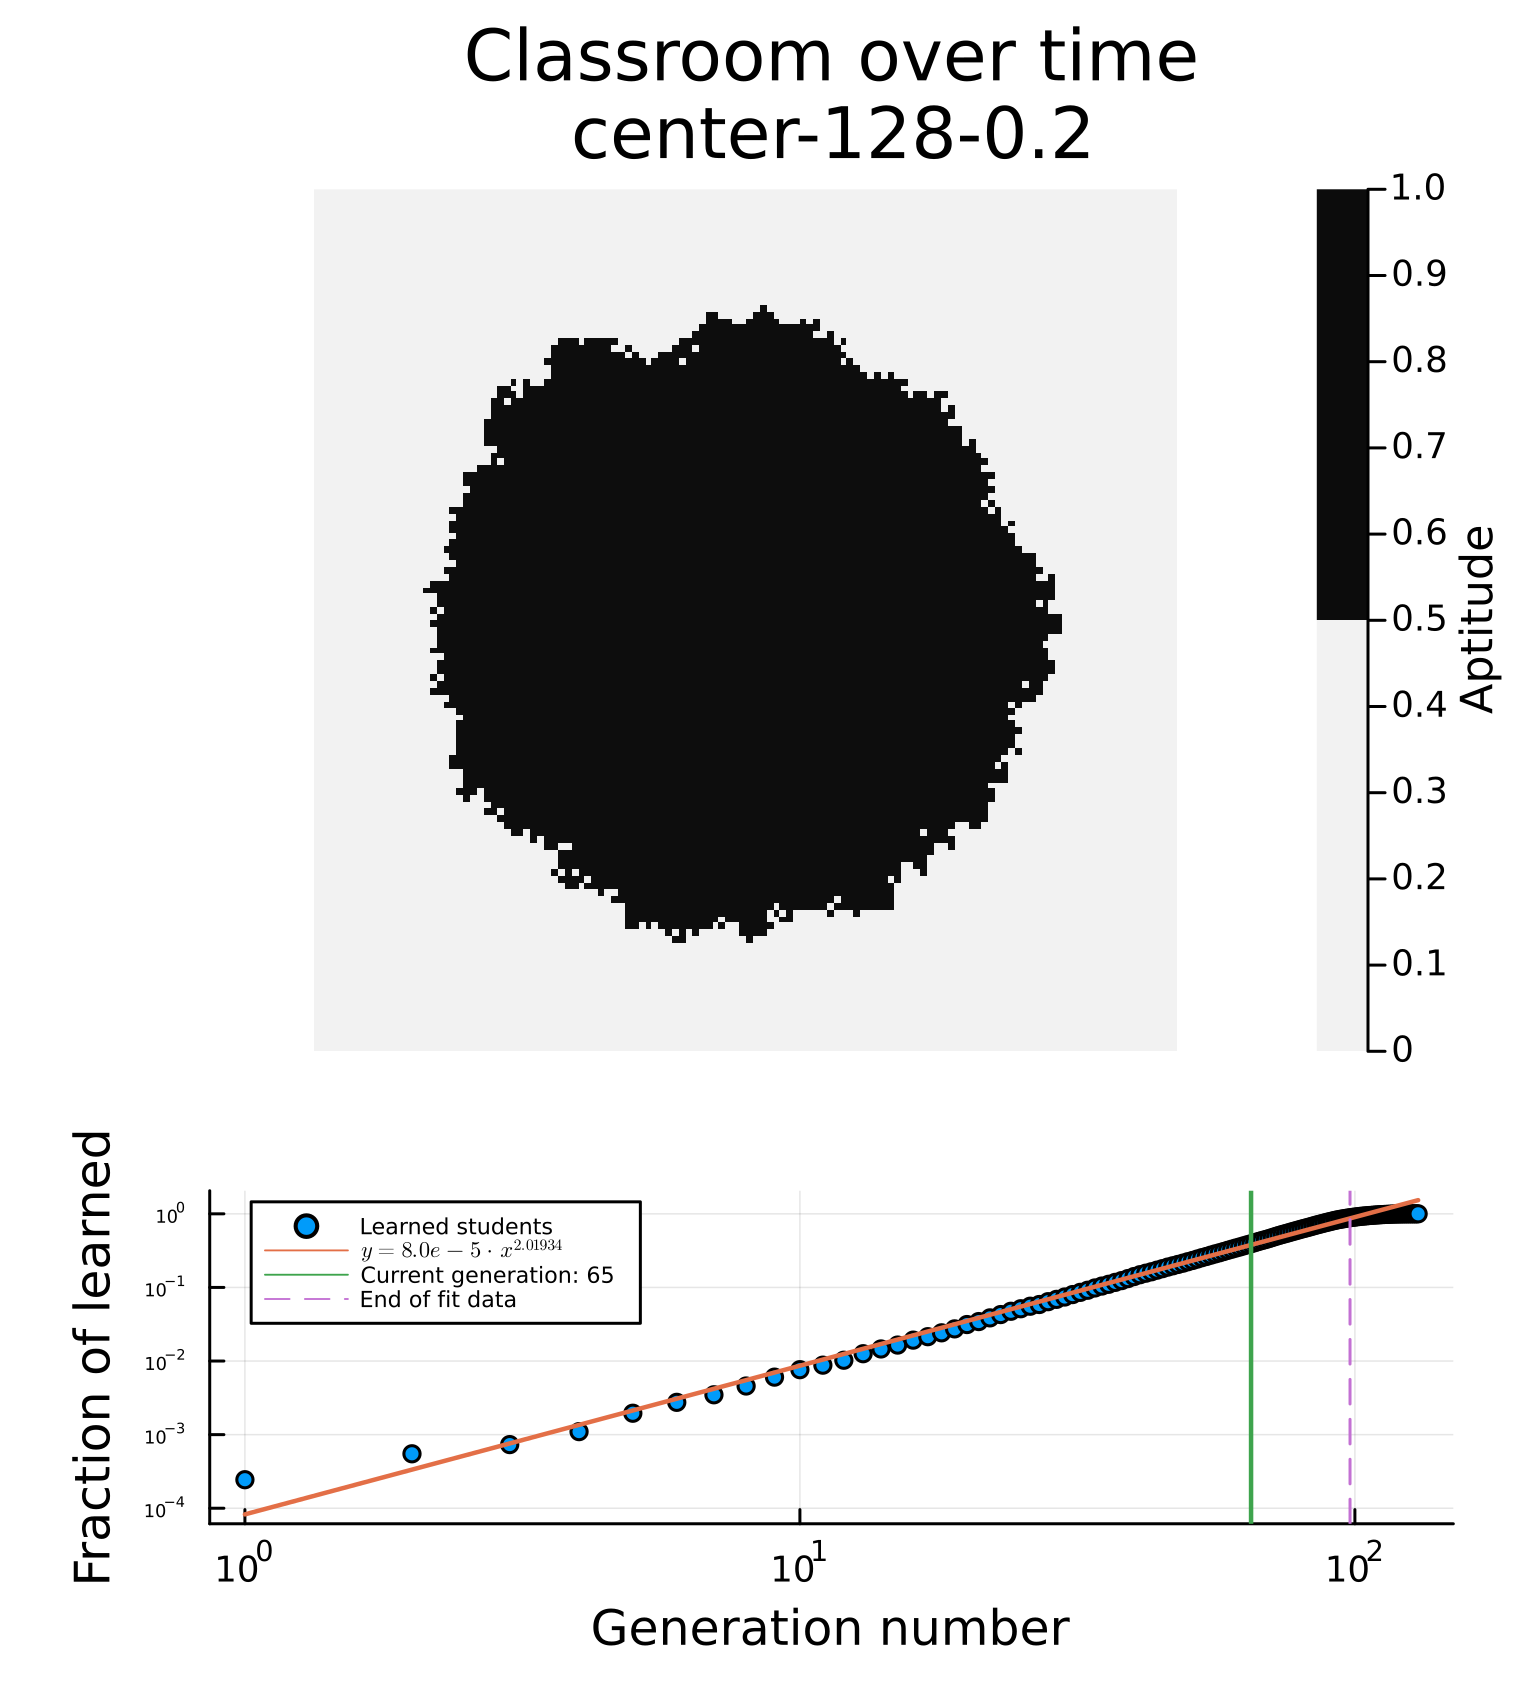 Classroom over time
center-128-0.2
1.0
0.9
0.8
0.7
0.6
0.5
0.4
0.3
0.2
0.1
0
Aptitude
Fraction of learned
10^0
10^-1
10^-2
10^-3
10^-4
Learned students
y = 8.0e − 5 · x^2.01934
Current generation: 65
End of fit data
10^0
10^1
10^2
Generation number